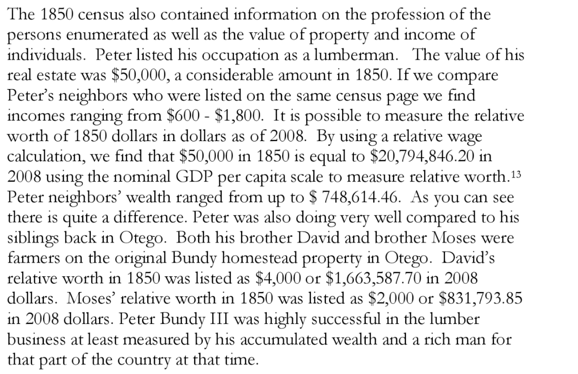 The 1850 census also contained information on the profession of the
persons enumerated as well as the value of property and income of
individuals.  Peter listed his occupation as a lumberman.   The value of his
real estate was $50,000, a considerable amount in 1850. If we compare
Peter's neighbors who were listed on the same census page we find
incomes ranging from $600 - $1,800.  It is possible to measure the relative
worth of 1850 dollars in dollars as of 2008.  By using a relative wage
calculation, we find that $50,000 in 1850 is equal to $20,794,846.20 in
2008 using the nominal GDP per capita scale to measure relative worth.¹³
Peter neighbors' wealth ranged from up to $ 748,614.46.  As you can see
there is quite a difference. Peter was also doing very well compared to his
siblings back in Otego.  Both his brother David and brother Moses were
farmers on the original Bundy homestead property in Otego.  David's
relative worth in 1850 was listed as $4,000 or $1,663,587.70 in 2008
dollars.  Moses' relative worth in 1850 was listed as $2,000 or $831,793.85
in 2008 dollars. Peter Bundy III was highly successful in the lumber
business at least measured by his accumulated wealth and a rich man for
that part of the country at that time.